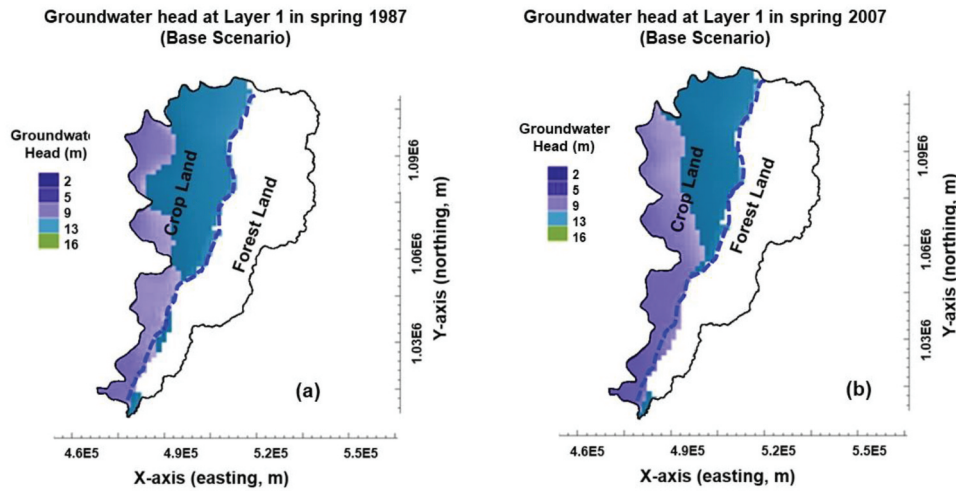 Groundwater head at Layer 1 in spring 1987
(Base Scenario)
Groundwate
Head (m)
2
5
9
13
16
Crop Land
Forest Land
(a)
1.09E6
1.06E6
1.03E6
Y-axis (northing, m)
4.6E5 4.9E5 5.2E5 5.5E5
X-axis (easting, m)
Groundwater head at Layer 1 in spring 2007
(Base Scenario)
Groundwater
Head (m)
2
5
9
13
16
Crop Land
Forest Land
(b)
1.09E6
1.06E6
1.03E6
Y-axis (northing, m)
4.6E5 4.9E5 5.2E5 5.5E5
X-axis (easting, m)